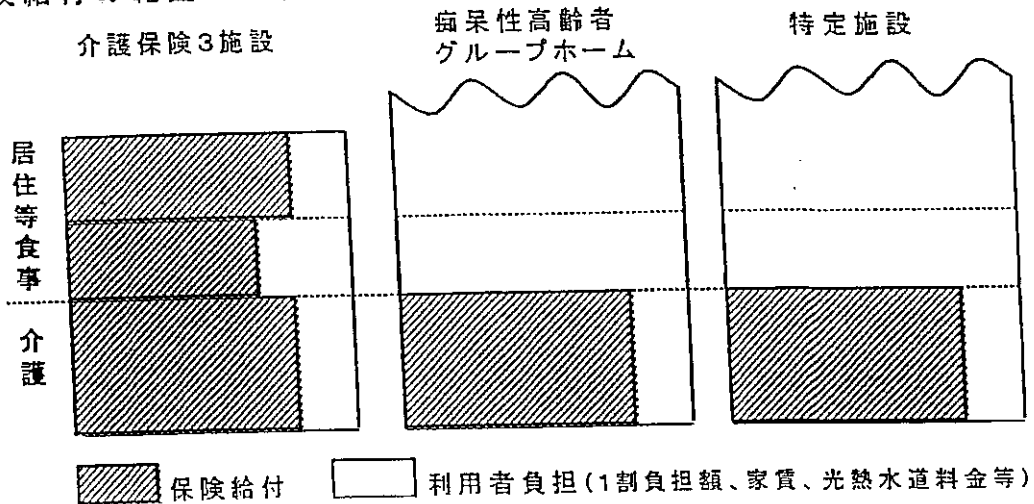 介護保険3施設
痴呆性高齢者
グループホーム
特定施設
居住等
食事
介護
保険給付
利用者負担(1割負担額、家賃、光熱水道料金等)